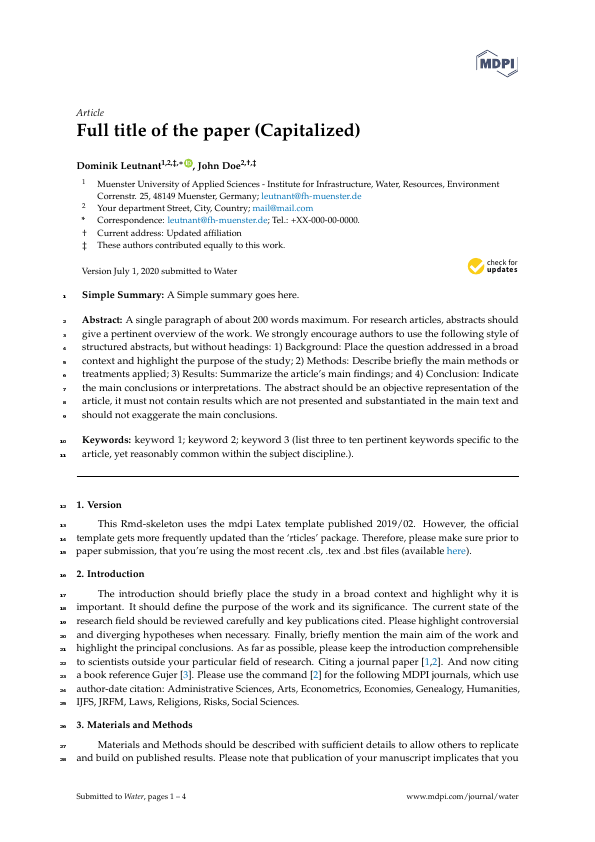 MDPI
Article
Full title of the paper (Capitalized)
Dominik Leutnant1,2,‡,* iD, John Doe2,†,‡
1 Muenster University of Applied Sciences - Institute for Infrastructure, Water, Resources, Environment
Correnstr. 25, 48149 Muenster, Germany; leutnant@fh-muenster.de
2 Your department Street, City, Country; mail@mail.com
* Correspondence: leutnant@fh-muenster.de; Tel.: +XX-000-00-0000.
† Current address: Updated affiliation
‡ These authors contributed equally to this work.
check for
updates
Version July 1, 2020 submitted to Water
1 Simple Summary: A Simple summary goes here.
2 Abstract: A single paragraph of about 200 words maximum. For research articles, abstracts should
3 give a pertinent overview of the work. We strongly encourage authors to use the following style of
4 structured abstracts, but without headings: 1) Background: Place the question addressed in a broad
5 context and highlight the purpose of the study; 2) Methods: Describe briefly the main methods or
6 treatments applied; 3) Results: Summarize the article's main findings; and 4) Conclusion: Indicate
7 the main conclusions or interpretations. The abstract should be an objective representation of the
8 article, it must not contain results which are not presented and substantiated in the main text and
9 should not exaggerate the main conclusions.
10 Keywords: keyword 1; keyword 2; keyword 3 (list three to ten pertinent keywords specific to the
11 article, yet reasonably common within the subject discipline.).
12 1. Version
13 This Rmd-skeleton uses the mdpi Latex template published 2019/02. However, the official
14 template gets more frequently updated than the 'rticles' package. Therefore, please make sure prior to
15 paper submission, that you're using the most recent .cls, .tex and .bst files (available here).
16 2. Introduction
17 The introduction should briefly place the study in a broad context and highlight why it is
18 important. It should define the purpose of the work and its significance. The current state of the
19 research field should be reviewed carefully and key publications cited. Please highlight controversial
20 and diverging hypotheses when necessary. Finally, briefly mention the main aim of the work and
21 highlight the principal conclusions. As far as possible, please keep the introduction comprehensible
22 to scientists outside your particular field of research. Citing a journal paper [1,2]. And now citing
23 a book reference Gujer [3]. Please use the command [2] for the following MDPI journals, which use
24 author-date citation: Administrative Sciences, Arts, Econometrics, Economies, Genealogy, Humanities,
25 IJFS, JRFM, Laws, Religions, Risks, Social Sciences.
26 3. Materials and Methods
27 Materials and Methods should be described with sufficient details to allow others to replicate
28 and build on published results. Please note that publication of your manuscript implicates that you
Submitted to Water, pages 1 – 4
www.mdpi.com/journal/water